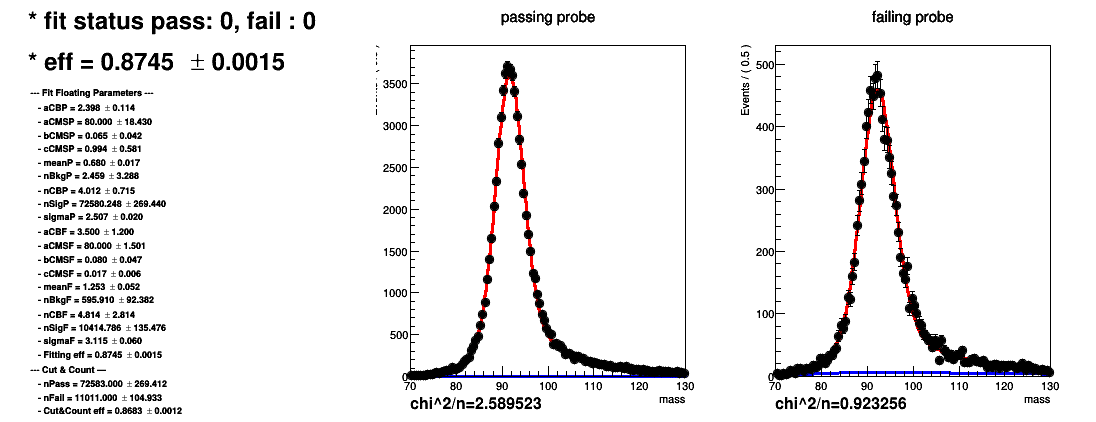 * fit status pass: 0, fail : 0
* eff = 0.8745 ± 0.0015
--- Fit Floating Parameters ---
- aCBP = 2.398 ± 0.114
- aCMSP = 80.000 ± 18.430
- bCMSP = 0.065 ± 0.042
- cCMSP = 0.994 ± 0.581
- meanP = 0.680 ± 0.017
- nBkgP = 2.459 ± 3.288
- nCBP = 4.012 ± 0.715
- nSigP = 72580.248 ± 269.440
- sigmaP = 2.507 ± 0.020
- aCBF = 3.500 ± 1.200
- aCMSF = 80.000 ± 1.501
- bCMSF = 0.080 ± 0.047
- cCMSF = 0.017 ± 0.006
- meanF = 1.253 ± 0.052
- nBkgF = 595.910 ± 92.382
- nCBF = 4.814 ± 2.814
- nSigF = 10414.786 ± 135.476
- sigmaF = 3.115 ± 0.060
- Fitting eff = 0.8745 ± 0.0015
--- Cut & Count ---
- nPass = 72583.000 ± 269.412
- nFail = 11011.000 ± 104.933
- Cut&Count eff = 0.8683 ± 0.0012
passing probe
3500
3000
2500
2000
1500
1000
500
0
70 80 90 100 110 120 130
mass
chi^2/n=2.589523
failing probe
Events / ( 0.5 )
500
400
300
200
100
0
70 80 90 100 110 120 130
mass
chi^2/n=0.923256